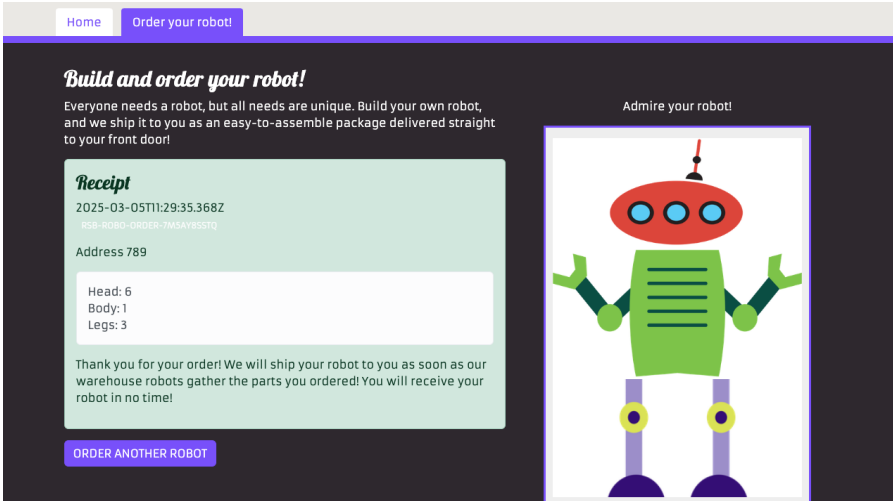 Home
Order your robot!
Build and order your robot!
Everyone needs a robot, but all needs are unique. Build your own robot,
and we ship it to you as an easy-to-assemble package delivered straight
to your front door!
Receipt
2025-03-05T11:29:35.368Z
RSB-ROBO-ORDER-7M5AY8SSTQ
Address 789
Head: 6
Body: 1
Legs: 3
Thank you for your order! We will ship your robot to you as soon as our
warehouse robots gather the parts you ordered! You will receive your
robot in no time!
ORDER ANOTHER ROBOT
Admire your robot!